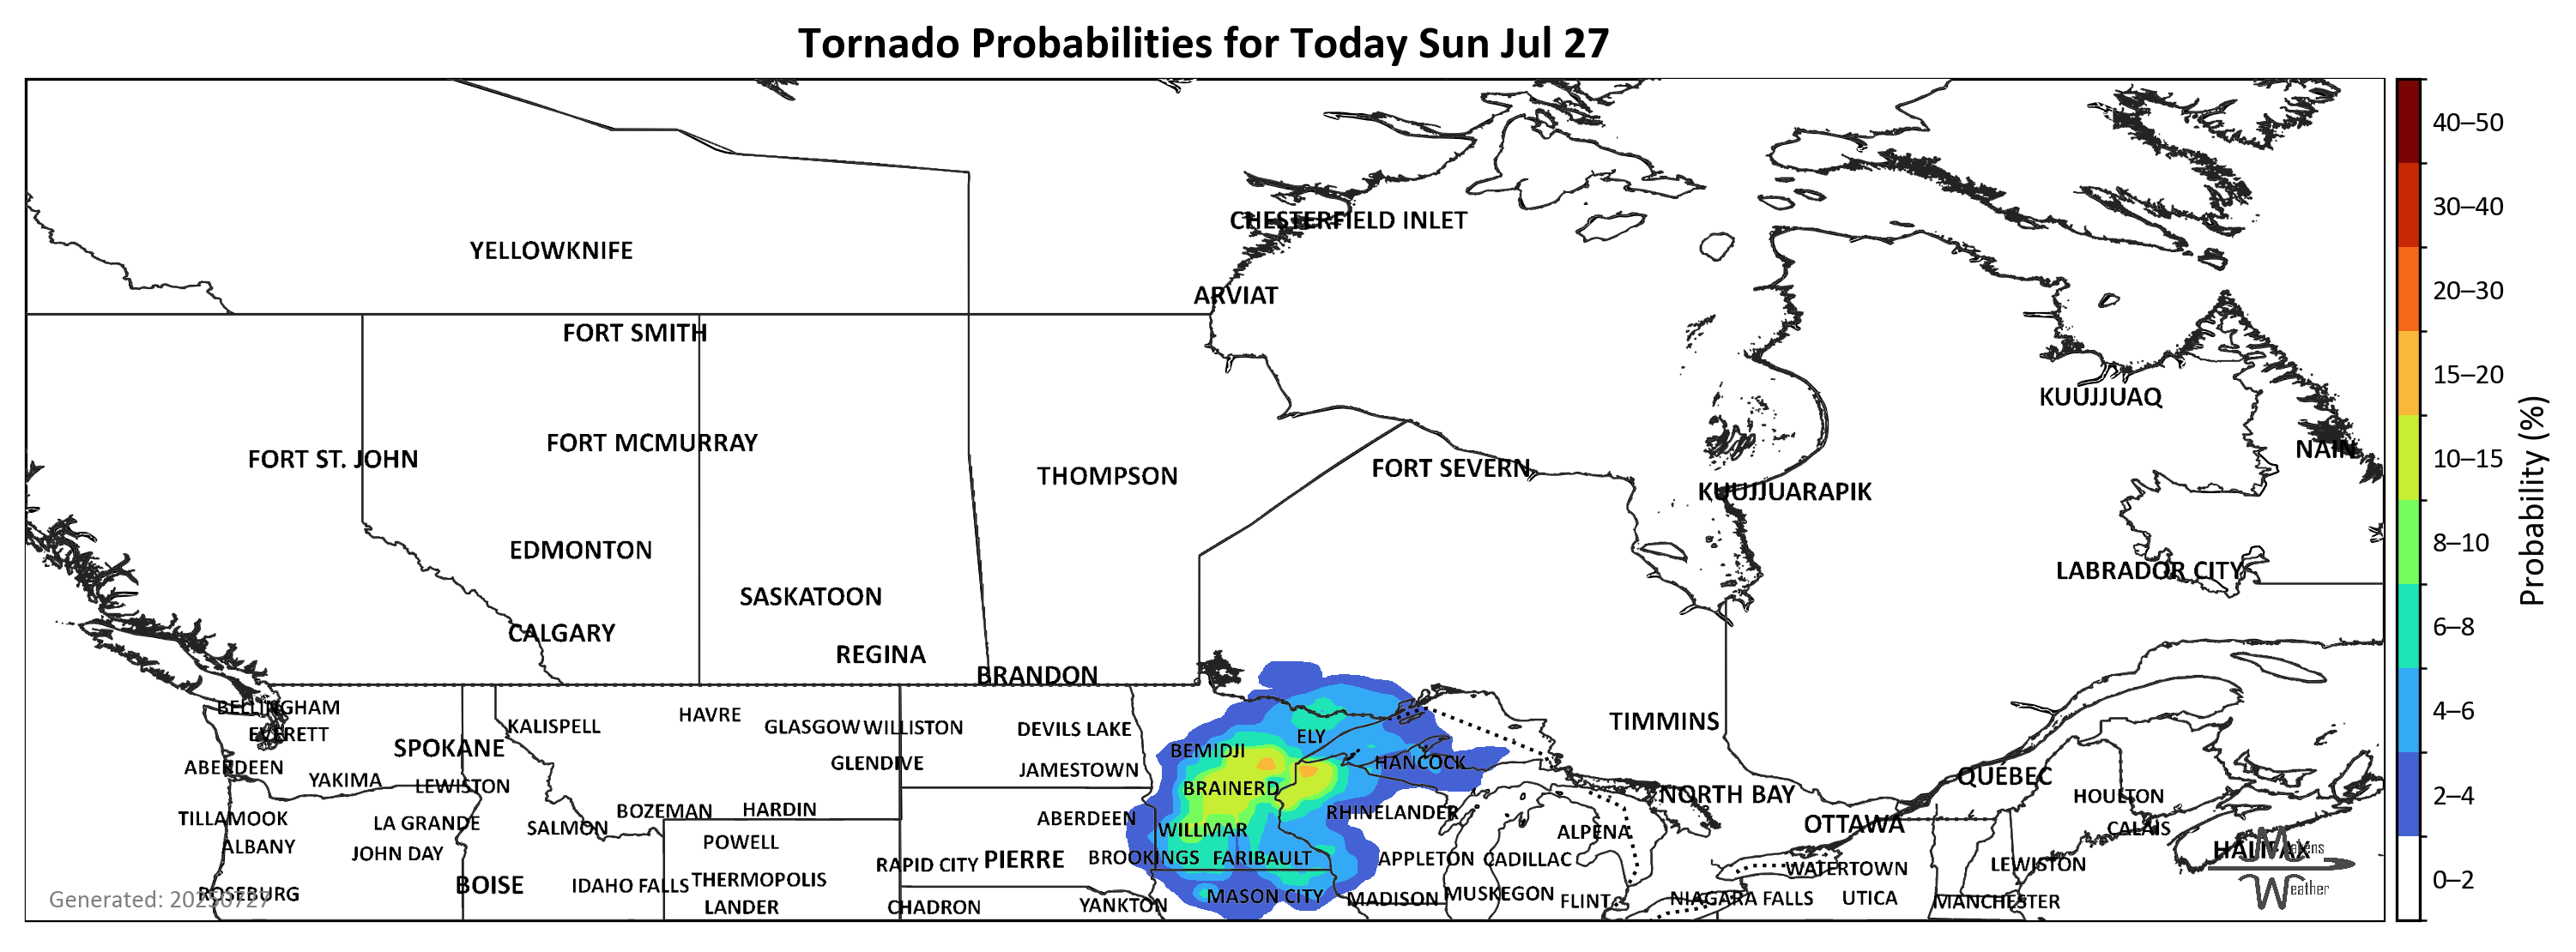 Tornado Probabilities for Today Sun Jul 27
40–50
30–40
20–30
15–20
10–15
8–10
6–8
4–6
2–4
0–2
Probability (%)
CHESTERFIELD INLET
YELLOWKNIFE
ARVIAT
FORT SMITH
KUUJJUAQ
FORT MCMURRAY
NAIN
FORT ST. JOHN
FORT SEVERN
THOMPSON
KUUJJUARAPIK
EDMONTON
LABRADOR CITY
SASKATOON
CALGARY
REGINA
BRANDON
BELLINGHAM
HAVRE
TIMMINS
KALISPELL
GLASGOW
WILLISTON
DEVILS LAKE
EVERETT
ELY
SPOKANE
BEMIDJI
GLENDIVE
HANCOCK
ABERDEEN
JAMESTOWN
QUÉBEC
YAKIMA
LEWISTON
BRAINERD
NORTH BAY
HOULTON
BOZEMAN
HARDIN
RHINELANDER
TILLAMOOK
LA GRANDE
SALMON
ABERDEEN
WILLMAR
ALPENA
OTTAWA
CALAIS
POWELL
ALBANY
JOHN DAY
HALIFAX
RAPID CITY
PIERRE
BROOKINGS
FARIBAULT
APPLETON
CADILLAC
WATERTOWN
LEWISTON
BOISE
IDAHO FALLS
THERMOPOLIS
ROSEBURG
MASON CITY
MADISON
MUSKEGON
FLINT
NIAGARA FALLS
UTICA
MANCHESTER
LANDER
CHADRON
YANKTON
Generated: 20250727
eather